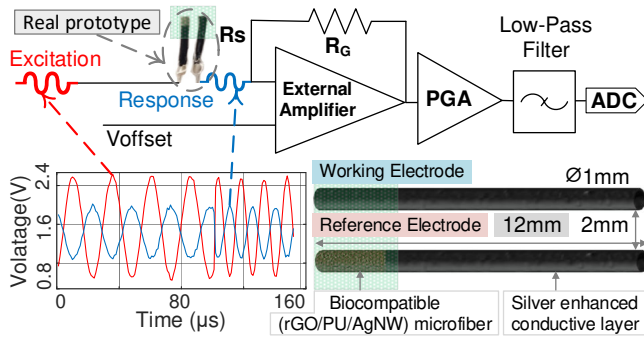 Real prototype
Rs
R_G
Low-Pass
Filter
Excitation
Response
External
Amplifier
PGA
ADC
Voffset
Volatage(V)
2.4
1.6
0.8
0
80
160
Time (µs)
Working Electrode
Ø1mm
Reference Electrode
12mm
2mm
Biocompatible
(rGO/PU/AgNW) microfiber
Silver enhanced
conductive layer